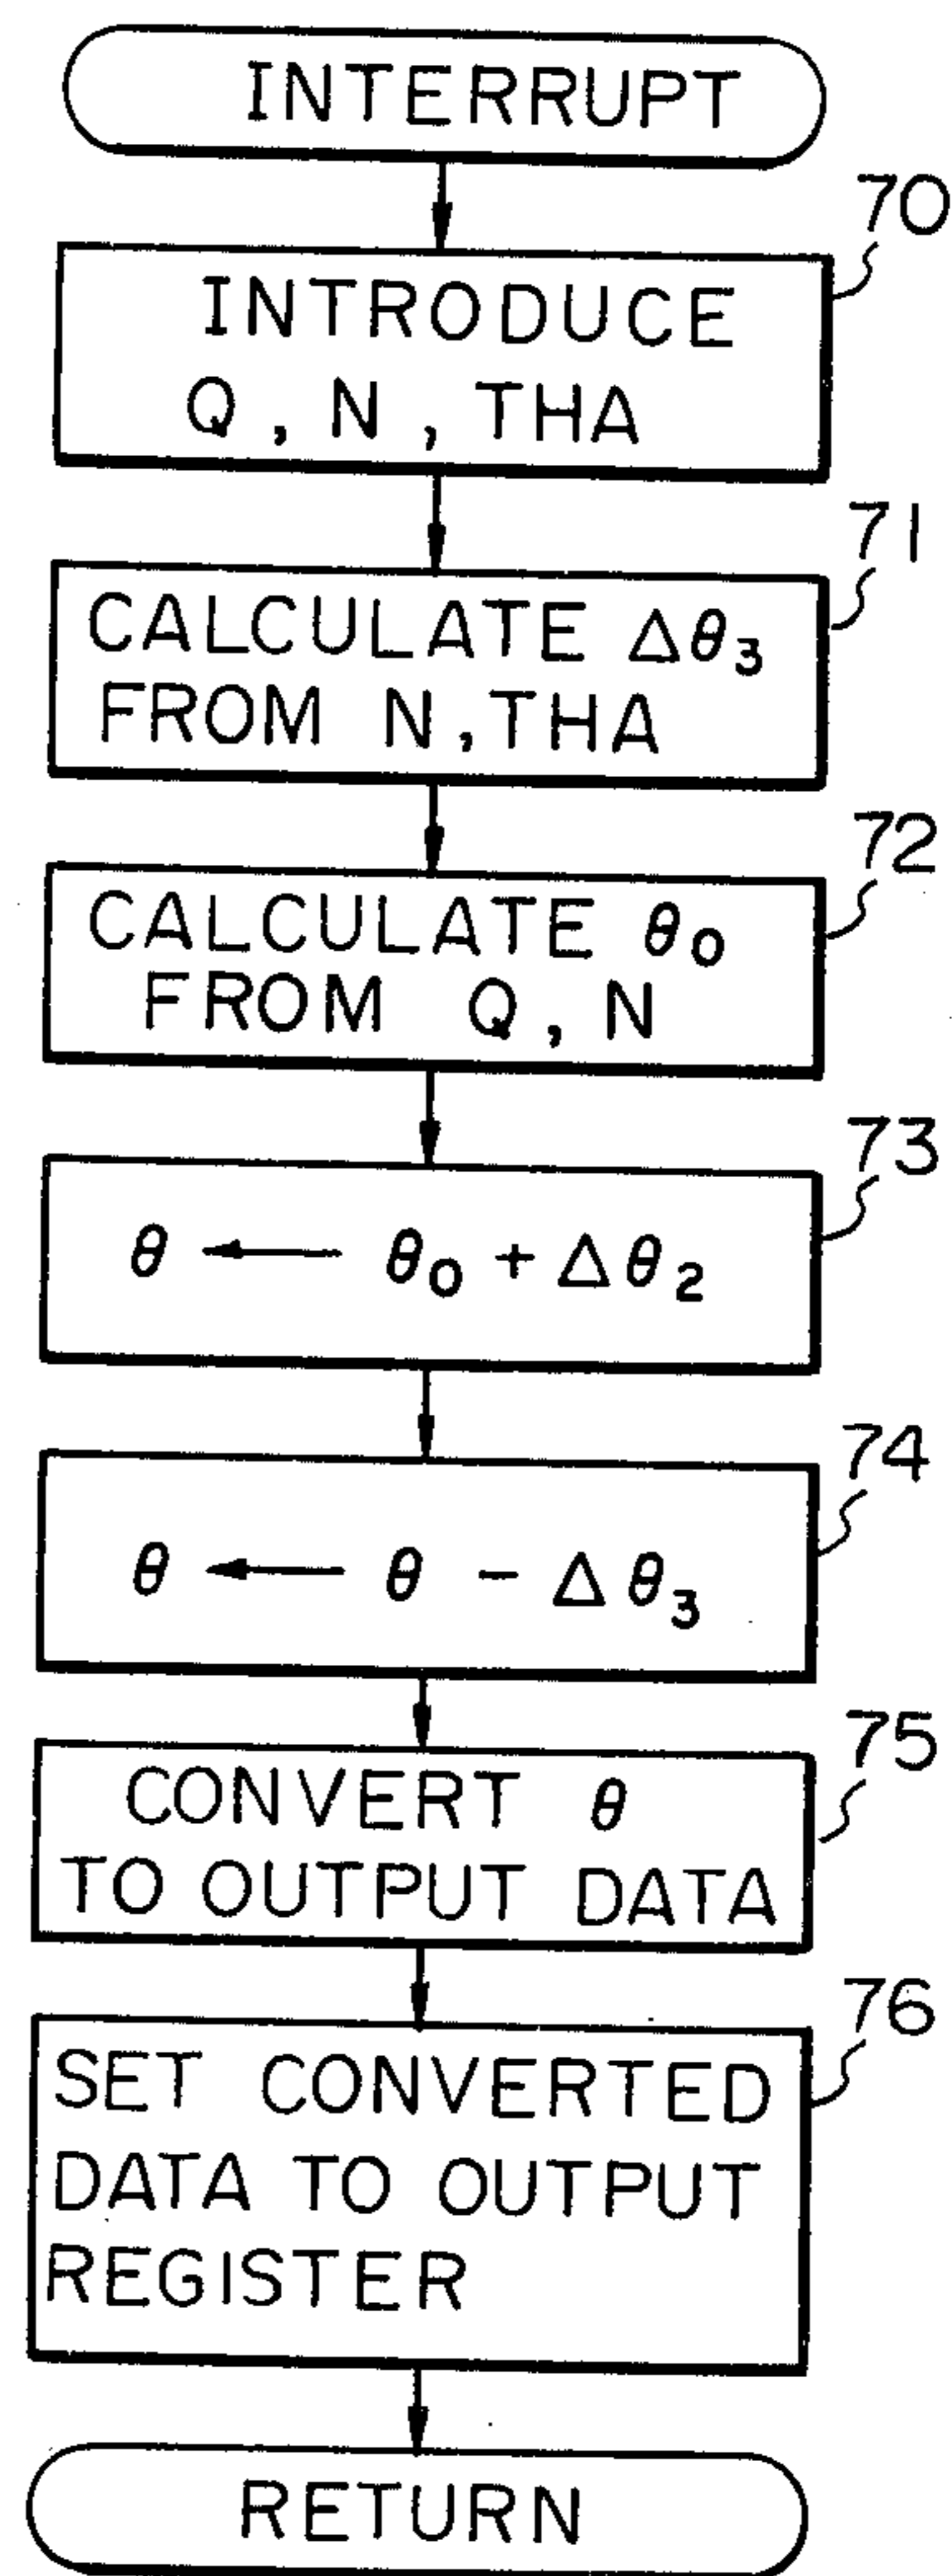 INTERRUPT
70
INTRODUCE
Q, N, THA
71
CALCULATE Δθ₃
FROM N, THA
72
CALCULATE θ₀
FROM Q, N
73
θ ← θ₀ + Δθ₂
74
θ ← θ - Δθ₃
75
CONVERT θ
TO OUTPUT DATA
76
SET CONVERTED
DATA TO OUTPUT
REGISTER
RETURN